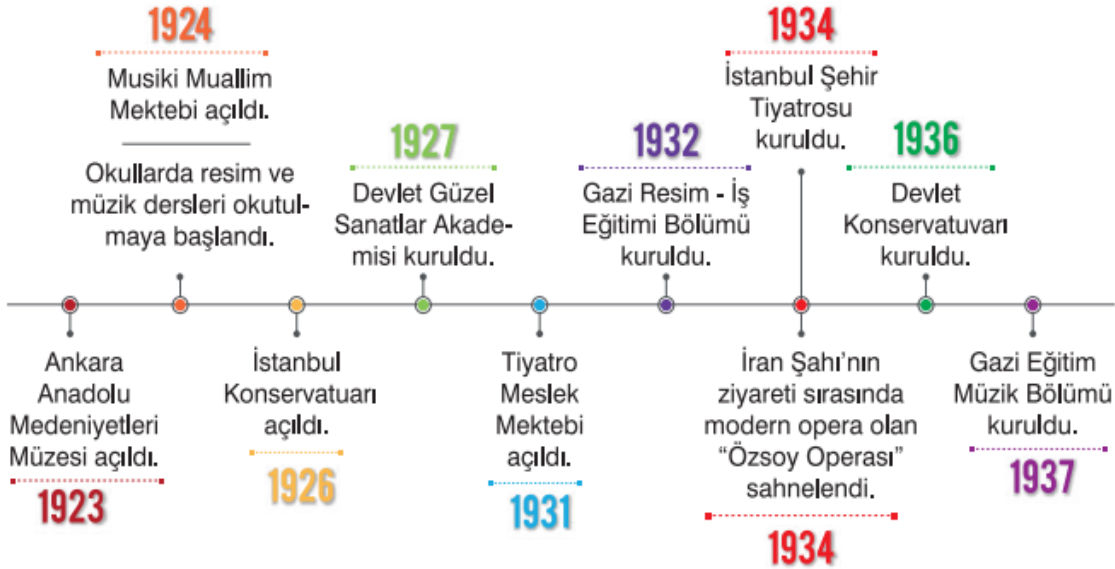 1924
Musiki Muallim
Mektebi açıldı.
Okullarda resim ve
müzik dersleri okutul-
maya başlandı.
1927
Devlet Güzel
Sanatlar Akade-
misi kuruldu.
1932
Gazi Resim - İş
Eğitimi Bölümü
kuruldu.
1934
İstanbul Şehir
Tiyatrosu
kuruldu.
1936
Devlet
Konservatuvarı
kuruldu.
Ankara
Anadolu
Medeniyetleri
Müzesi açıldı.
1923
İstanbul
Konservatuarı
açıldı.
1926
Tiyatro
Meslek
Mektebi
açıldı.
1931
İran Şahı’nın
ziyareti sırasında
modern opera olan
“Özsoy Operası”
sahnelendi.
1934
Gazi Eğitim
Müzik Bölümü
kuruldu.
1937